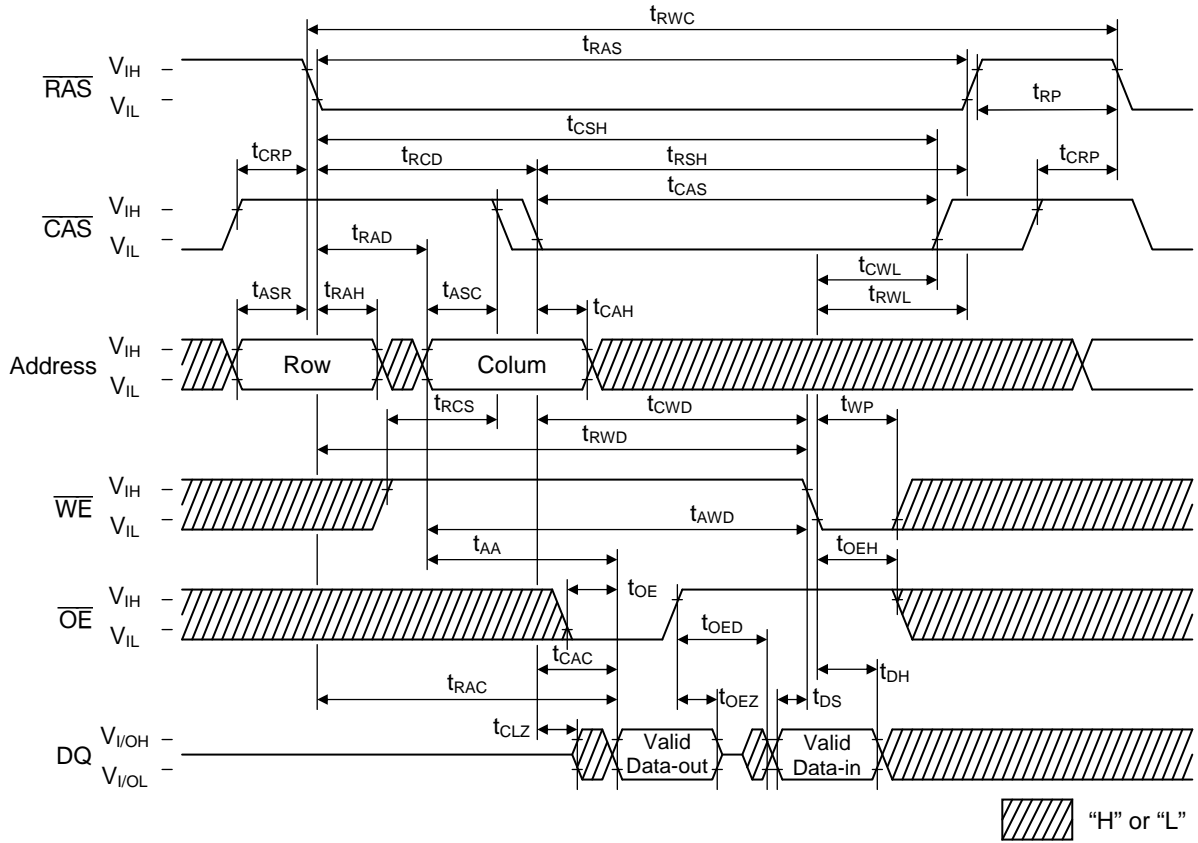 tRWC
tRAS
RAS
VIH
VIL
tRP
tCSH
tCRP
tRCD
tRSH
tCRP
tCAS
CAS
VIH
VIL
tRAD
tCWL
tASR
tRAH
tASC
tCAH
tRWL
Address
VIH
VIL
Row
Colum
tRCS
tCWD
tWP
tRWD
WE
VIH
VIL
tAWD
tAA
tOEH
OE
VIH
VIL
tOE
tOED
tCAC
tRAC
tDH
tOEZ
tDS
tCLZ
DQ
VI/OH
VI/OL
Valid
Data-out
Valid
Data-in
“H” or “L”